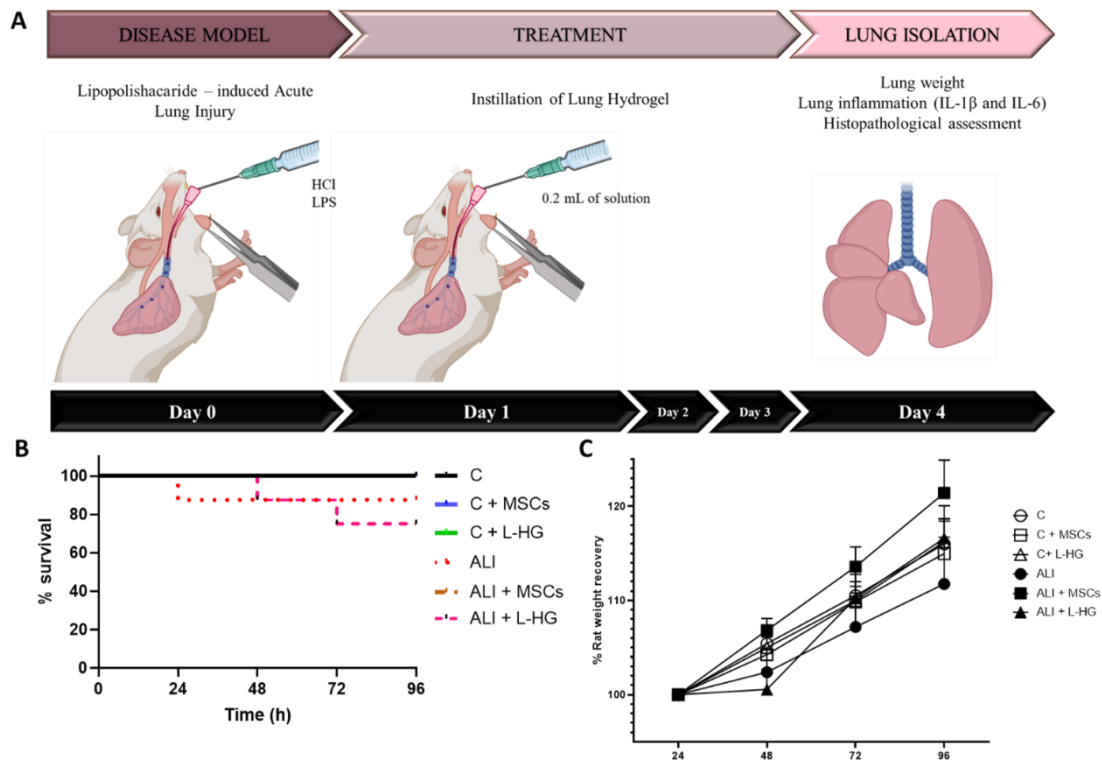 A
DISEASE MODEL
TREATMENT
LUNG ISOLATION
Lipopolishacaride – induced Acute
Lung Injury
Instillation of Lung Hydrogel
Lung weight
Lung inflammation (IL-1β and IL-6)
Histopathological assessment
HCl
LPS
0.2 mL of solution
Day 0
Day 1
Day 2
Day 3
Day 4
B
% survival
100
80
60
40
20
0
0
24
48
72
96
Time (h)
C
C + MSCs
C + L-HG
ALI
ALI + MSCs
ALI + L-HG
C
% Rat weight recovery
120
110
100
24
48
72
96
C
C + MSCs
C+ L-HG
ALI
ALI + MSCs
ALI + L-HG